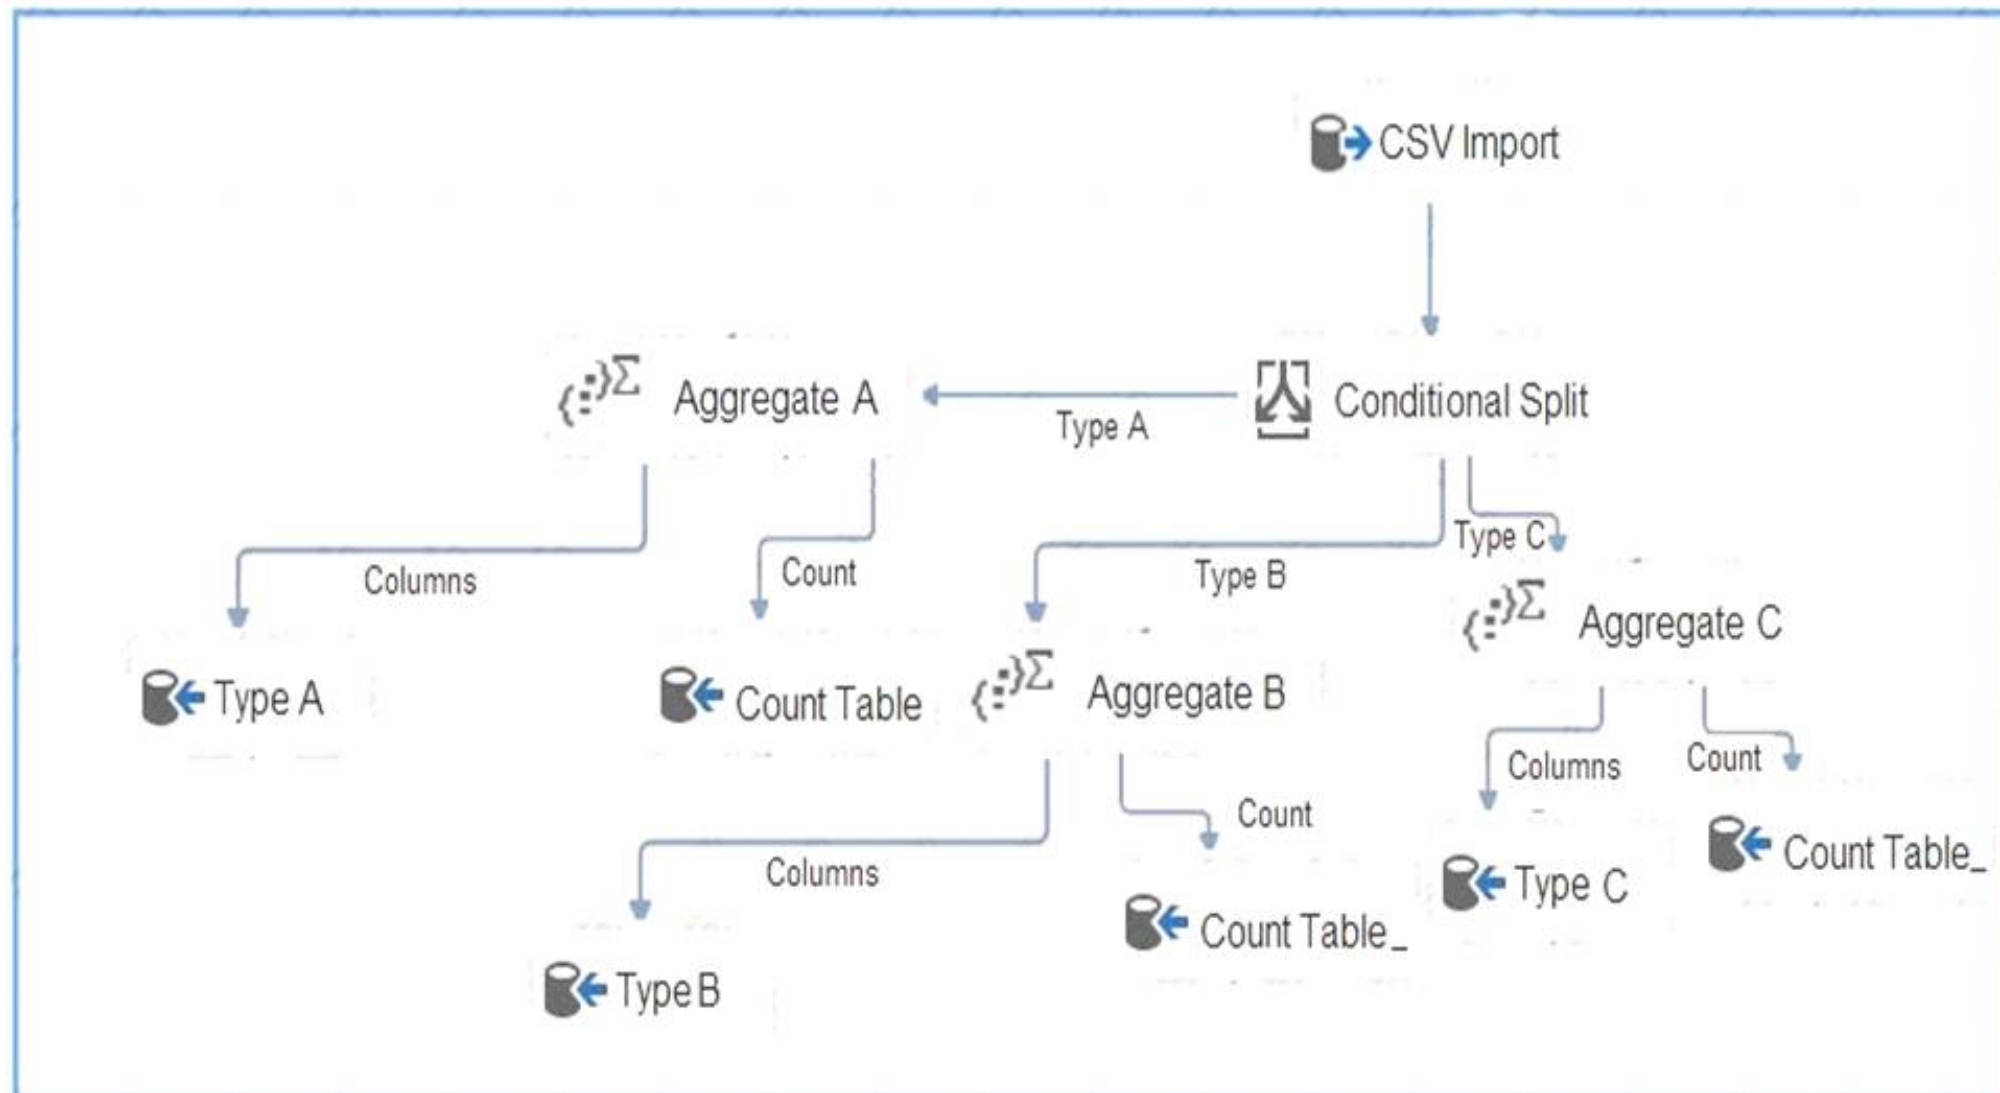 CSV Import
Aggregate A
Type A
Conditional Split
Columns
Count
Type B
Type C
Type A
Count Table
Aggregate B
Aggregate C
Columns
Count
Columns
Count
Type B
Count Table_
Type C
Count Table_